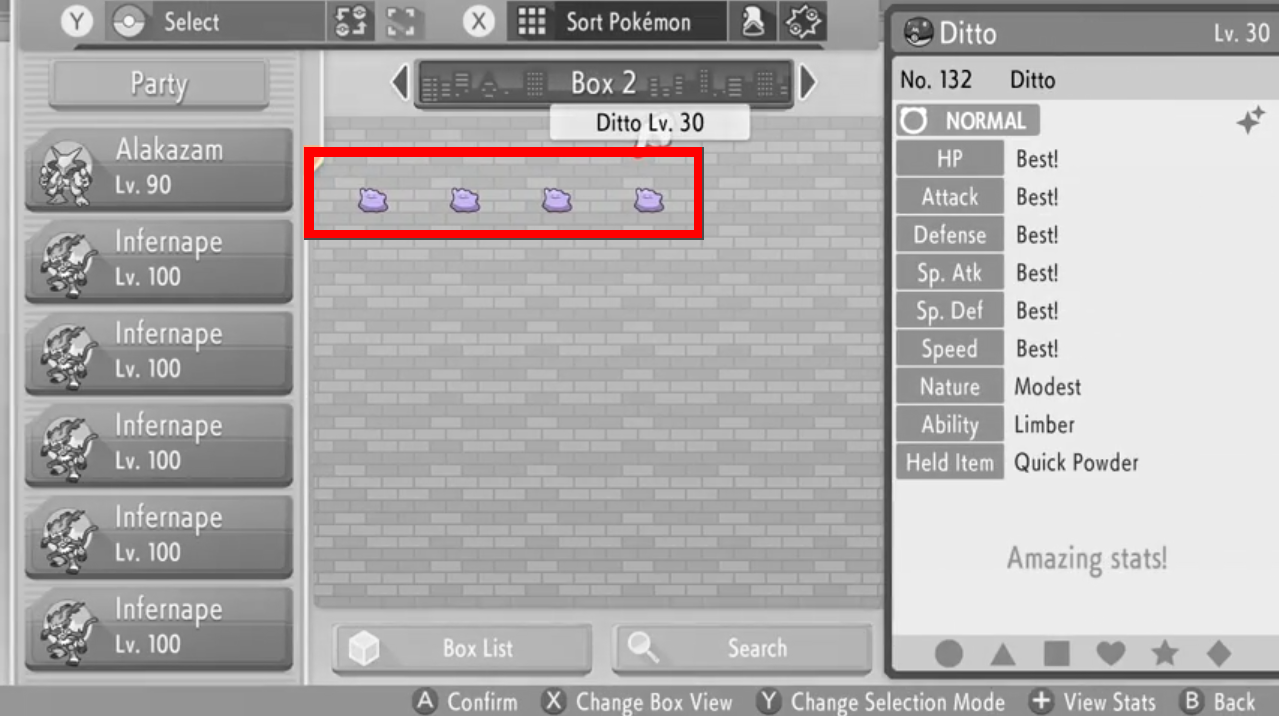 Y Select X Sort Pokémon
Party
Alakazam
Lv. 90
Infernape
Lv. 100
Infernape
Lv. 100
Infernape
Lv. 100
Infernape
Lv. 100
Infernape
Lv. 100
Box 2
Ditto Lv. 30
Box List
Search
Ditto Lv. 30
No. 132 Ditto
NORMAL
HP Best!
Attack Best!
Defense Best!
Sp. Atk Best!
Sp. Def Best!
Speed Best!
Nature Modest
Ability Limber
Held Item Quick Powder
Amazing stats!
A Confirm X Change Box View Y Change Selection Mode + View Stats B Back